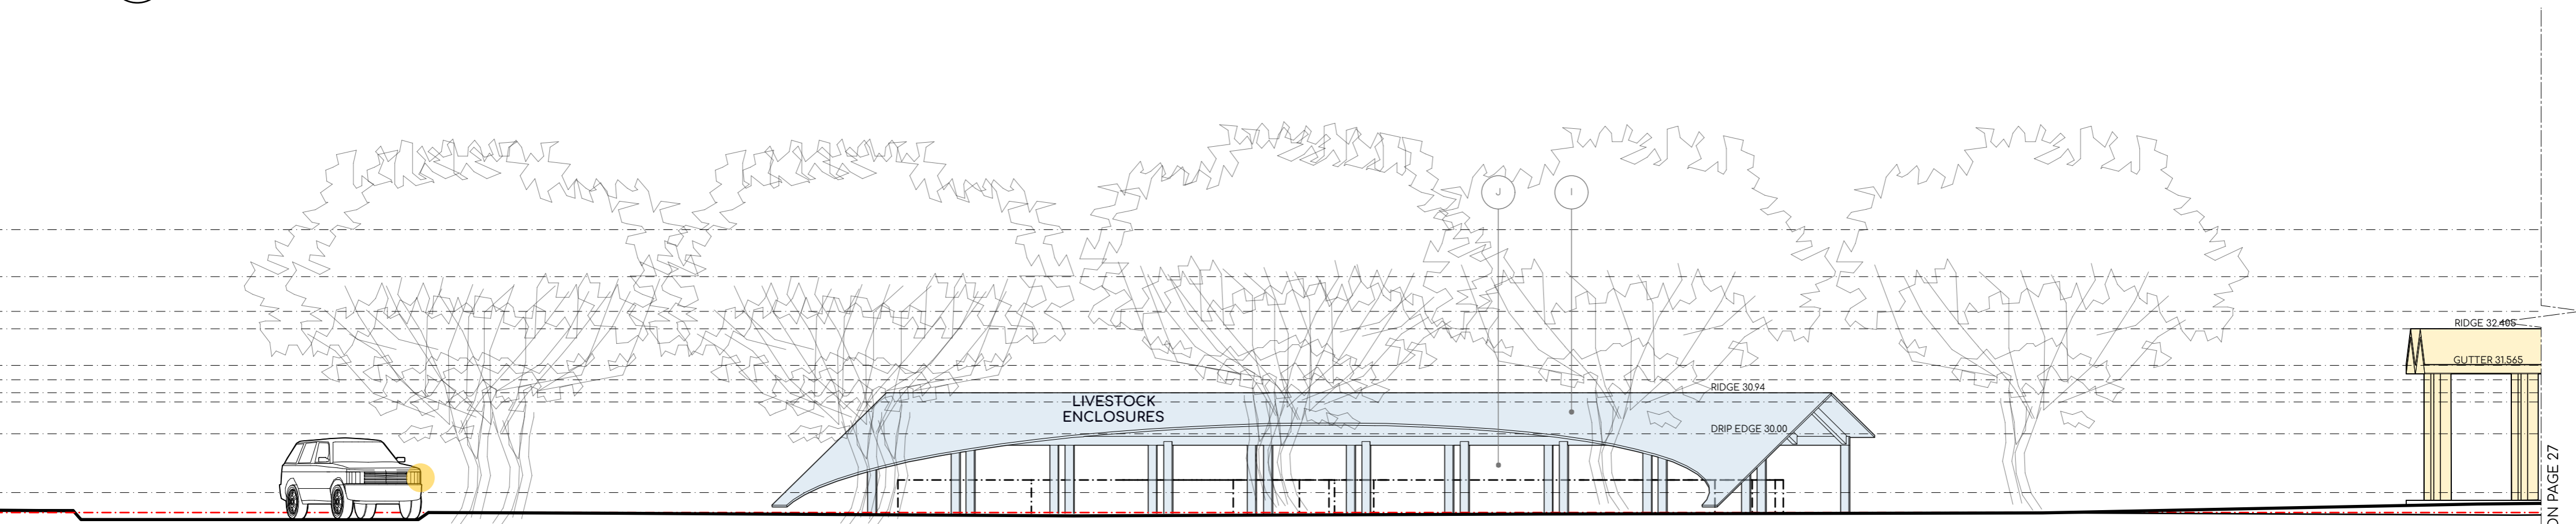 J
I
RIDGE 32.405
GUTTER 31.565
RIDGE 30.94
LIVESTOCK
ENCLOSURES
DRIP EDGE 30.00
ON PAGE 27